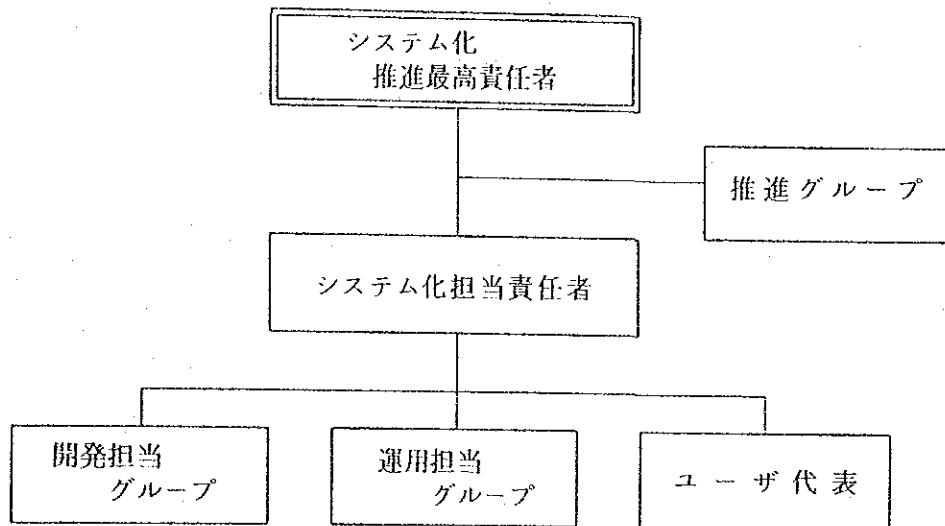 システム化
推進最高責任者
推進グループ
システム化担当責任者
開発担当
グループ
運用担当
グループ
ユーザ代表